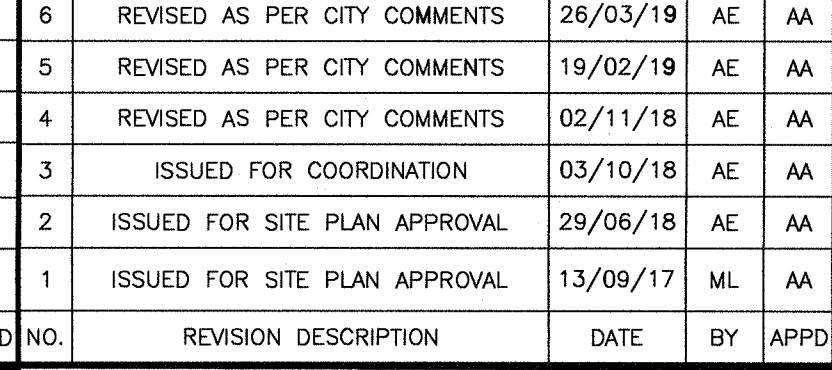 6 REVISED AS PER CITY COMMENTS 26/03/19 AE AA
5 REVISED AS PER CITY COMMENTS 19/02/19 AE AA
4 REVISED AS PER CITY COMMENTS 02/11/18 AE AA
3 ISSUED FOR COORDINATION 03/10/18 AE AA
2 ISSUED FOR SITE PLAN APPROVAL 29/06/18 AE AA
1 ISSUED FOR SITE PLAN APPROVAL 13/09/17 ML AA
D NO. REVISION DESCRIPTION DATE BY APPD